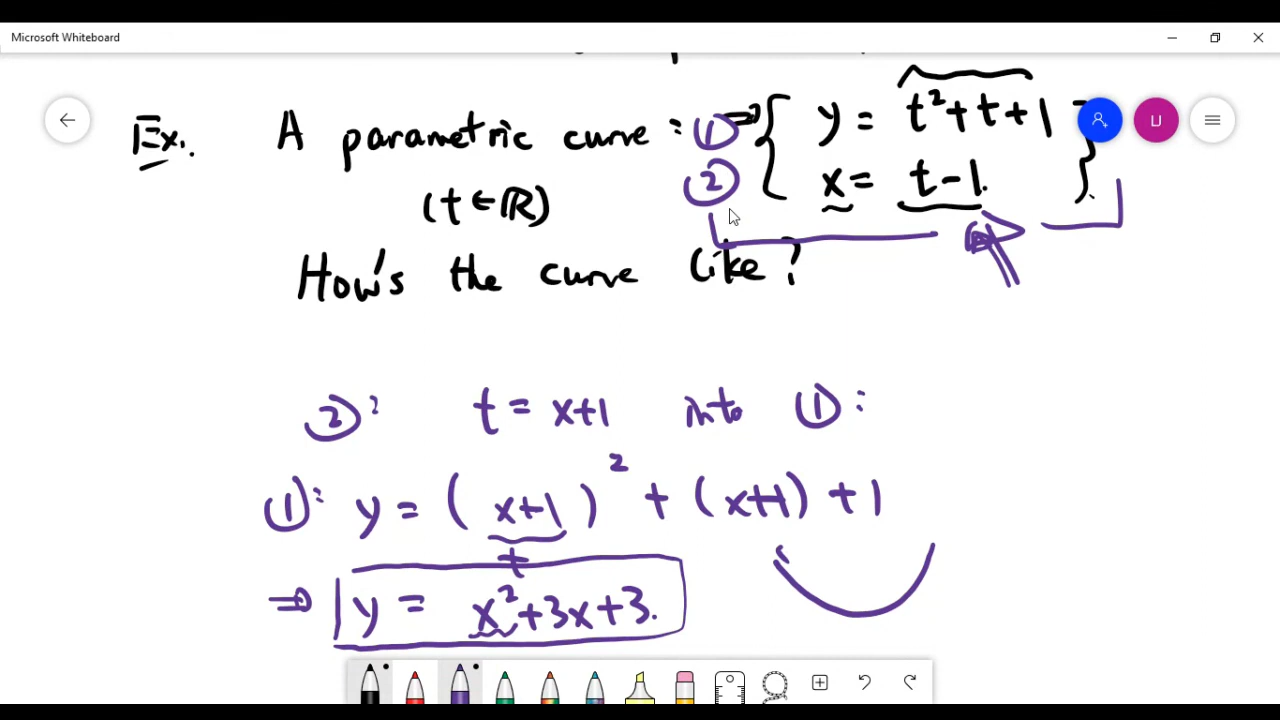 Microsoft Whiteboard
Ex. A parametric curve: ① ⇒ { y = t²+t+1 }
(t∈ℝ) ② x = t-1.
How's the curve like?
②: t = x+1 into ①:
①: y = (x+1)² + (x+1) + 1
t
⇒ y = x²+3x+3.